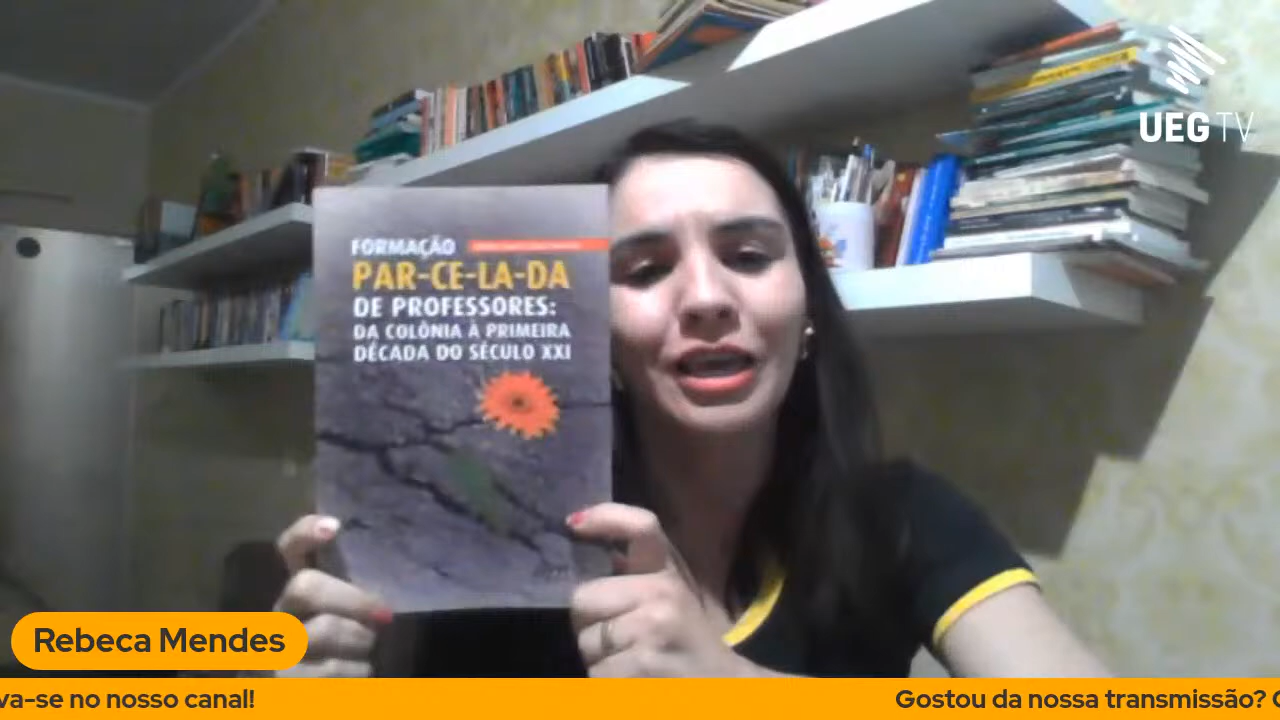 UEG TV
FORMAÇÃO
PAR-CE-LA-DA
DE PROFESSORES:
DA COLÔNIA À PRIMEIRA
DÉCADA DO SÉCULO XXI
Rebeca Mendes
va-se no nosso canal!
Gostou da nossa transmissão? C